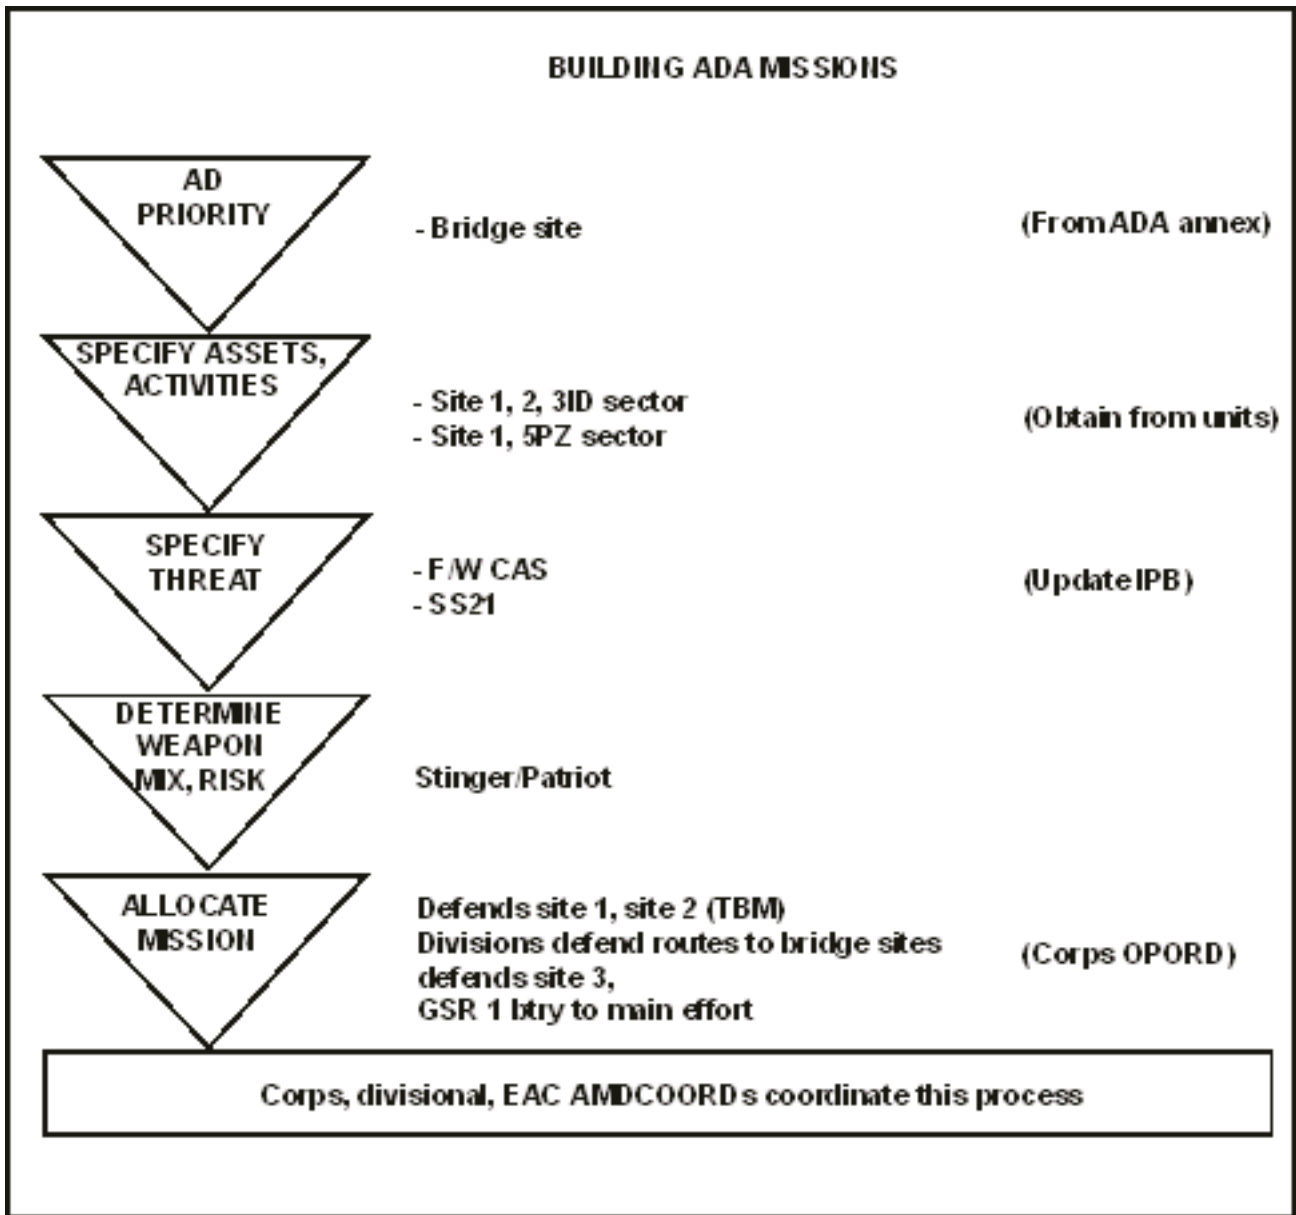 BUILDING ADA MISSIONS
AD
PRIORITY
- Bridge site
(From ADA annex)
SPECIFY ASSETS,
ACTIVITIES
- Site 1, 2, 3ID sector
- Site 1, 5PZ sector
(Obtain from units)
SPECIFY
THREAT
- F/W CAS
- SS21
(Update IPB)
DETERMINE
WEAPON
MIX, RISK
Stinger/Patriot
ALLOCATE
MISSION
Defends site 1, site 2 (TBM)
Divisions defend routes to bridge sites
defends site 3,
GSR 1 btry to main effort
(Corps OPORD)
Corps, divisional, EAC AMDCOORDs coordinate this process